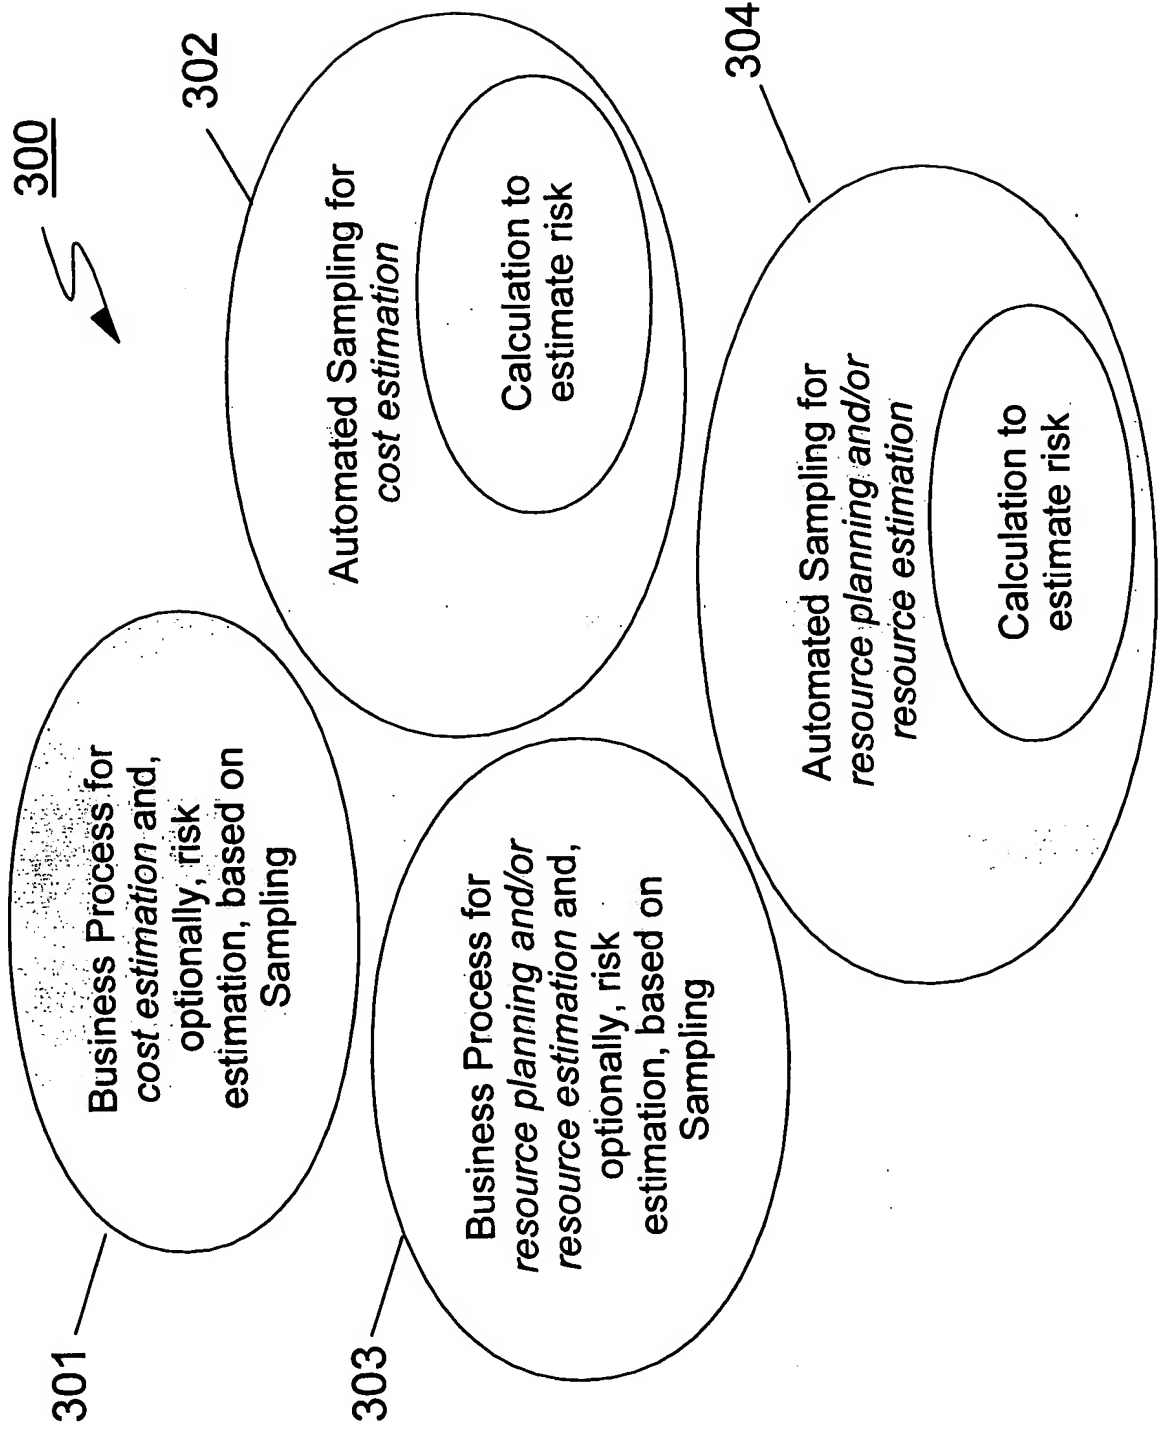 300
301
Business Process for
cost estimation and,
optionally, risk
estimation, based on
Sampling
302
Automated Sampling for
cost estimation
Calculation to
estimate risk
303
Business Process for
resource planning and/or
resource estimation and,
optionally, risk
estimation, based on
Sampling
304
Automated Sampling for
resource planning and/or
resource estimation
Calculation to
estimate risk